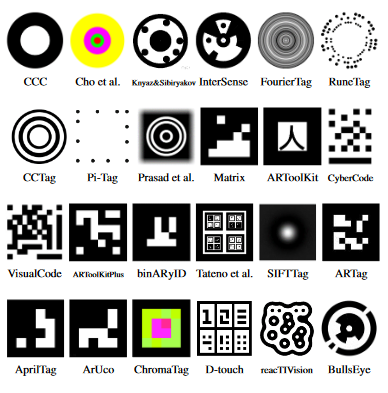 CCC Cho et al. Knyaz&Sibiryakov InterSense FourierTag RuneTag
CCTag Pi-Tag Prasad et al. Matrix ARToolKit CyberCode
VisualCode ARToolKitPlus binARyID Tateno et al. SIFTTag ARTag
AprilTag ArUco ChromaTag D-touch reacTIVision BullsEye